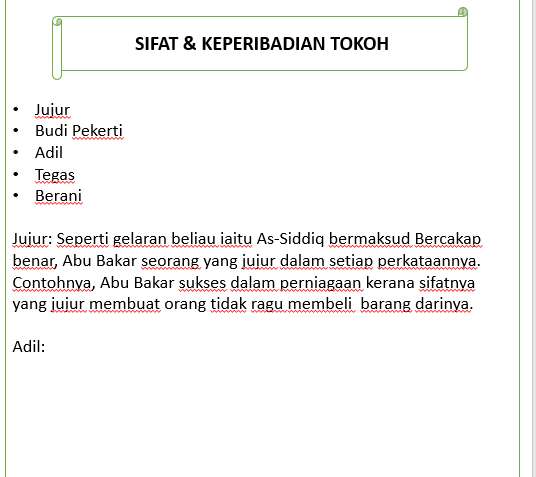 SIFAT & KEPERIBADIAN TOKOH
• Jujur
• Budi Pekerti
• Adil
• Tegas
• Berani
Jujur: Seperti gelaran beliau iaitu As-Siddiq bermaksud Bercakap
benar, Abu Bakar seorang yang jujur dalam setiap perkataannya.
Contohnya, Abu Bakar sukses dalam perniagaan kerana sifatnya
yang jujur membuat orang tidak ragu membeli  barang darinya.
Adil: